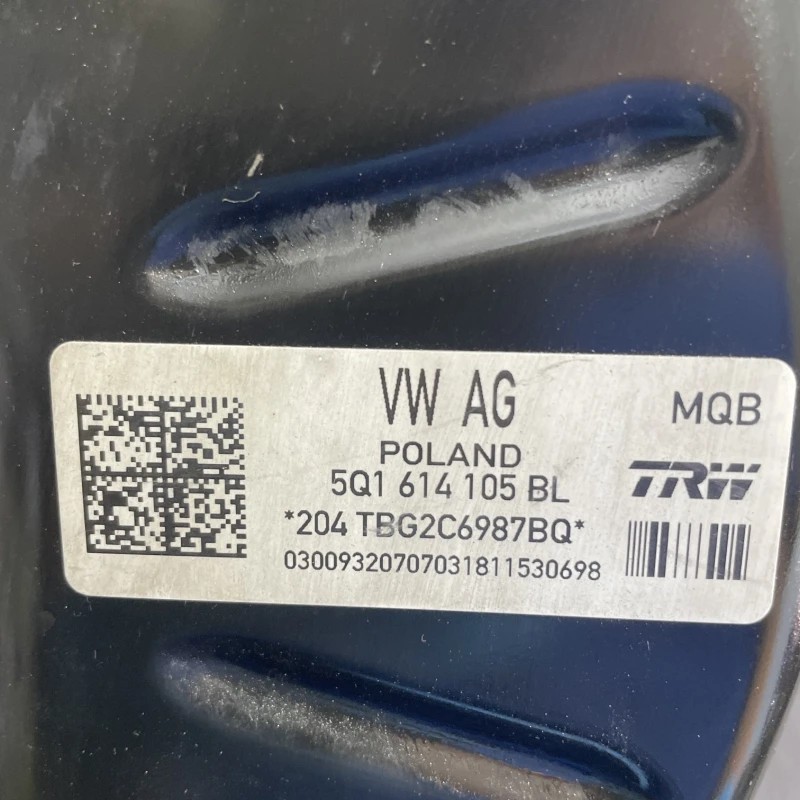 VW AG
MQB
POLAND
5Q1 614 105 BL
TRW
*204 TBG2C6987BQ*
03009320707031811530698